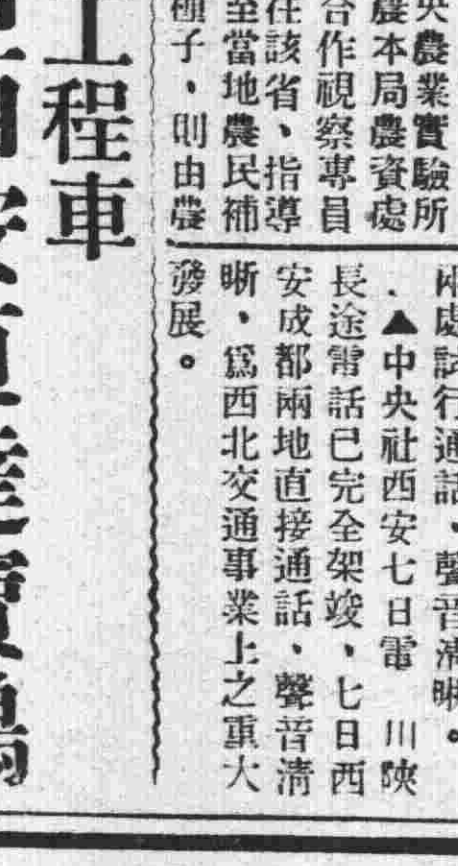 央農業實驗所
農本局農資處
合作視察專員
該省、指導
至當地農民補
種子、則由農
兩處試行通話、聲音清晰。
▲中央社西安七日電　川陝
長途電話已完全架竣、七日西
安成都兩地直接通話、聲音清
晰、爲西北交通事業上之重大
發展。
工程車